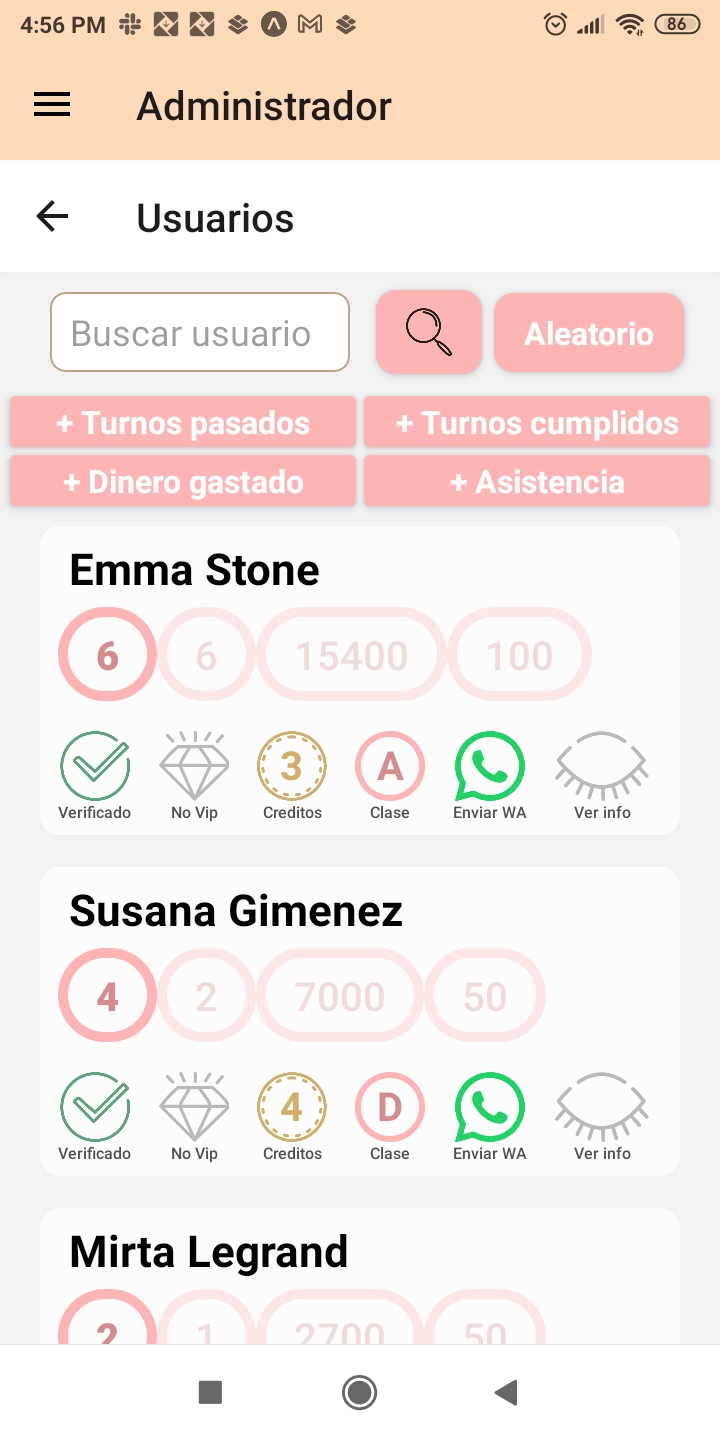 4:56 PM 86
Administrador
Usuarios
Buscar usuario Aleatorio
+ Turnos pasados + Turnos cumplidos
+ Dinero gastado + Asistencia
Emma Stone
6 6 15400 100
3 A
Verificado No Vip Creditos Clase Enviar WA Ver info
Susana Gimenez
4 2 7000 50
4 D
Verificado No Vip Creditos Clase Enviar WA Ver info
Mirta Legrand
2 1 2700 50